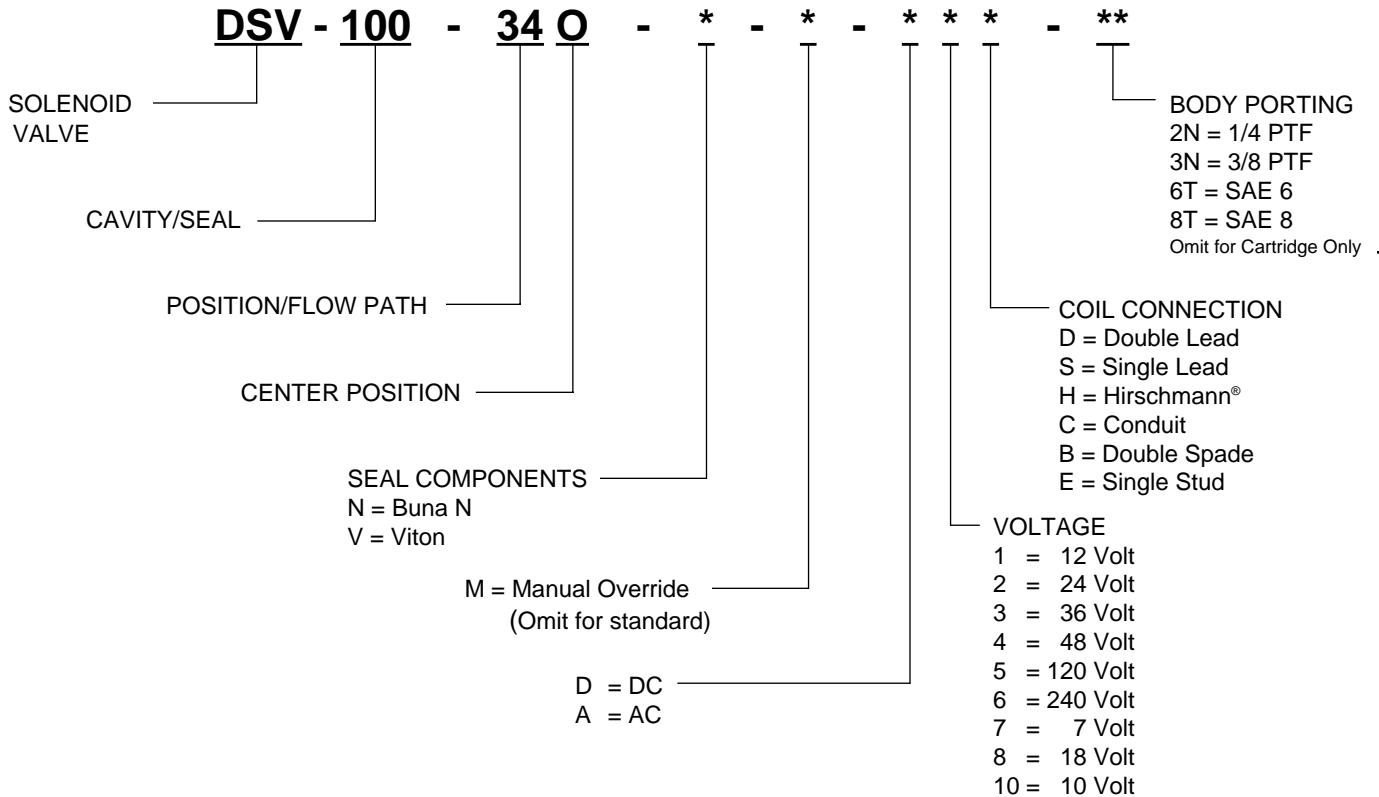 DSV - 100 - 34 O - * - * - * * * - **
SOLENOID
VALVE
CAVITY/SEAL
POSITION/FLOW PATH
CENTER POSITION
SEAL COMPONENTS
N = Buna N
V = Viton
M = Manual Override
(Omit for standard)
D = DC
A = AC
BODY PORTING
2N = 1/4 PTF
3N = 3/8 PTF
6T = SAE 6
8T = SAE 8
Omit for Cartridge Only .
COIL CONNECTION
D = Double Lead
S = Single Lead
H = Hirschmann®
C = Conduit
B = Double Spade
E = Single Stud
VOLTAGE
1 = 12 Volt
2 = 24 Volt
3 = 36 Volt
4 = 48 Volt
5 = 120 Volt
6 = 240 Volt
7 = 7 Volt
8 = 18 Volt
10 = 10 Volt